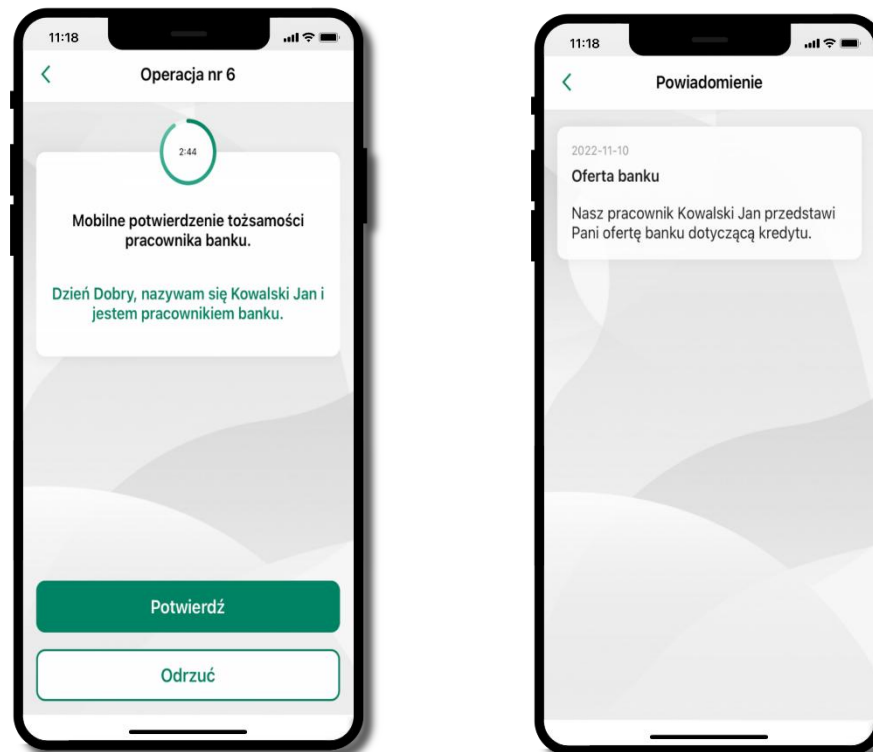 11:18
Operacja nr 6
2:44
Mobilne potwierdzenie tożsamości
pracownika banku.
Dzień Dobry, nazywam się Kowalski Jan i
jestem pracownikiem banku.
Potwierdź
Odrzuć
11:18
Powiadomienie
2022-11-10
Oferta banku
Nasz pracownik Kowalski Jan przedstawi
Pani ofertę banku dotyczącą kredytu.